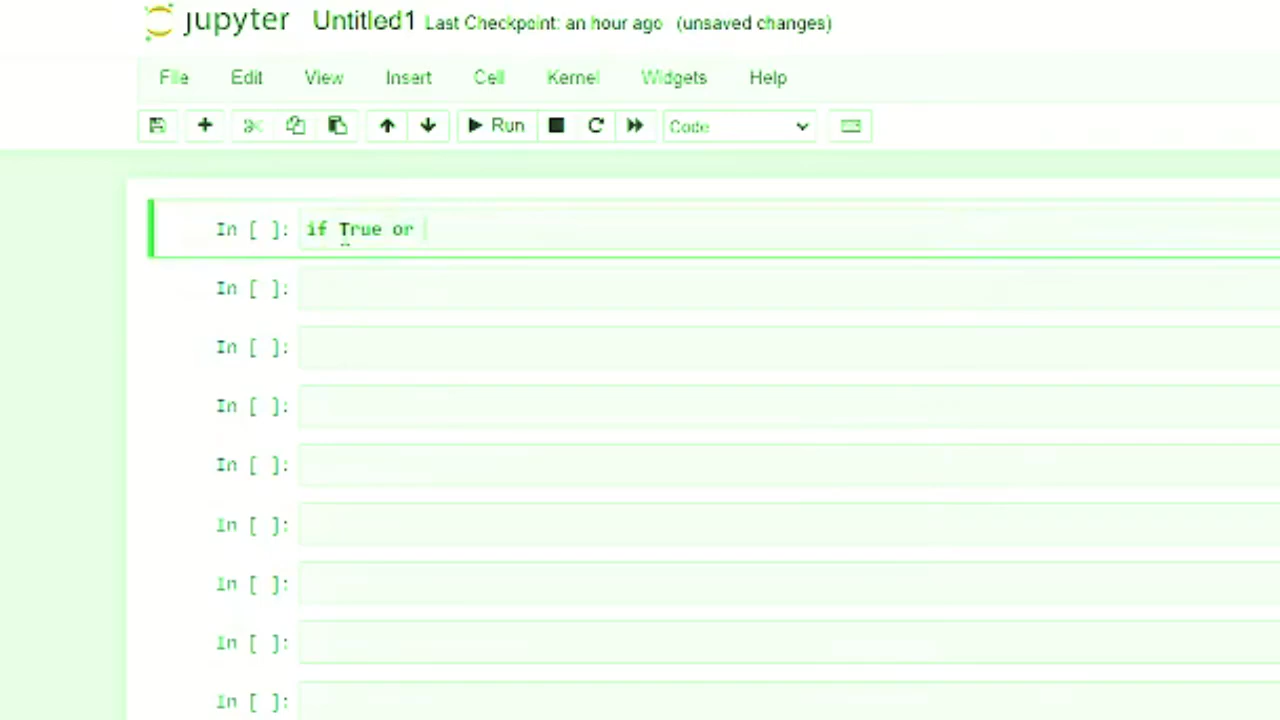 jupyter Untitled1 Last Checkpoint: an hour ago (unsaved changes)
File Edit View Insert Cell Kernel Widgets Help
Run Code
In [ ]: if True or
In [ ]:
In [ ]:
In [ ]:
In [ ]:
In [ ]:
In [ ]:
In [ ]:
In [ ]: